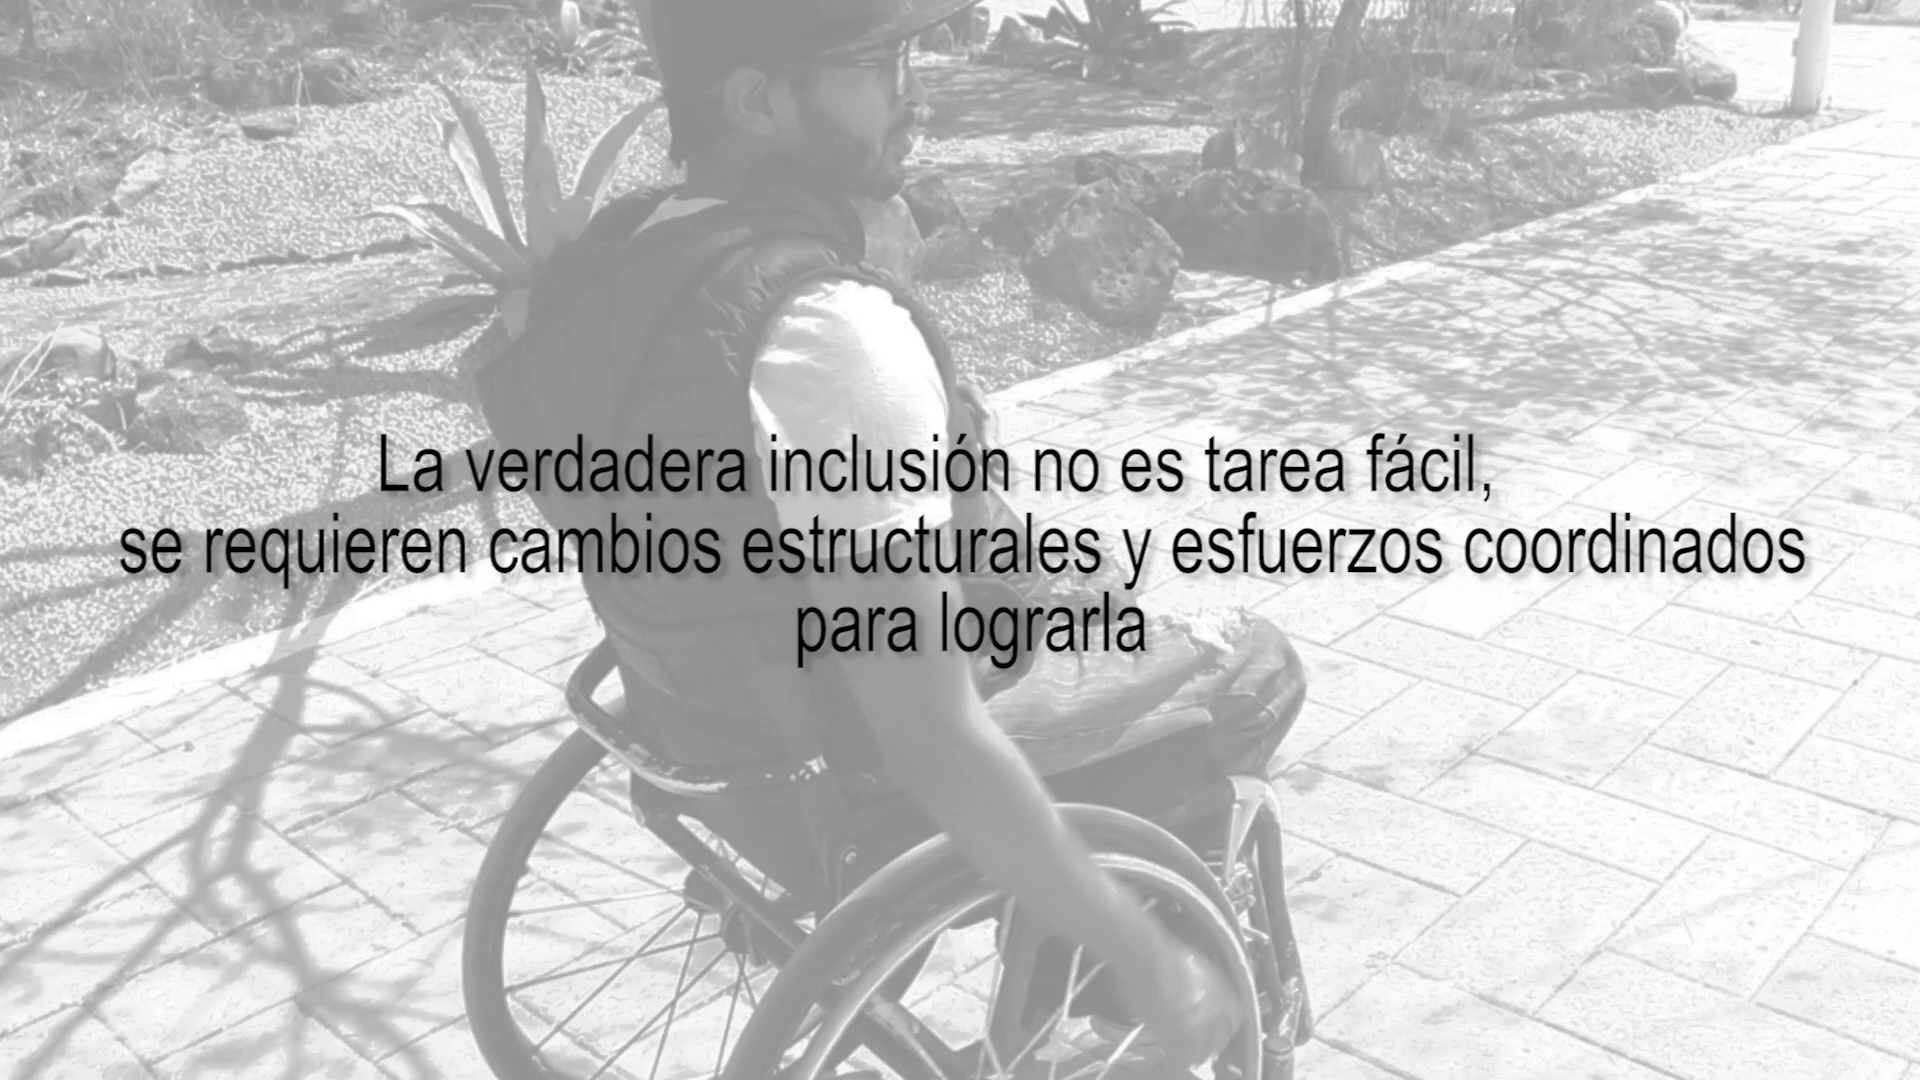 La verdadera inclusión no es tarea fácil,
se requieren cambios estructurales y esfuerzos coordinados
para lograrla